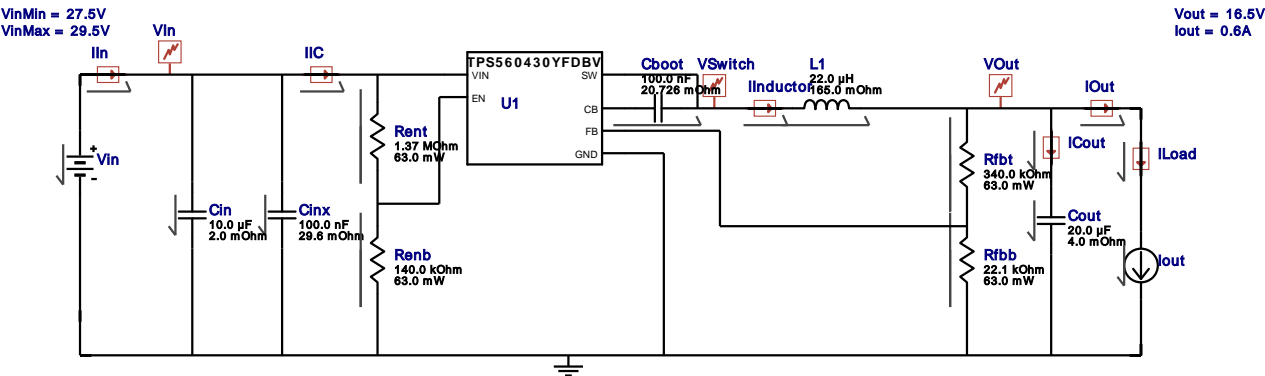 VinMin = 27.5V
VinMax = 29.5V
Vout = 16.5V
Iout = 0.6A
VIn
IIn
IIC
TPS560430YFDBV
VIN
EN
U1
SW
CB
FB
GND
Cboot
100.0 nF
20.726 mOhm
VSwitch
IInductor
L1
22.0 µH
165.0 mOhm
VOut
IOut
ICout
ILoad
Vin
+
-
Cin
10.0 µF
2.0 mOhm
Cinx
100.0 nF
29.6 mOhm
Rent
1.37 MOhm
63.0 mW
Renb
140.0 kOhm
63.0 mW
Rfbt
340.0 kOhm
63.0 mW
Rfbb
22.1 kOhm
63.0 mW
Cout
20.0 µF
4.0 mOhm
Iout